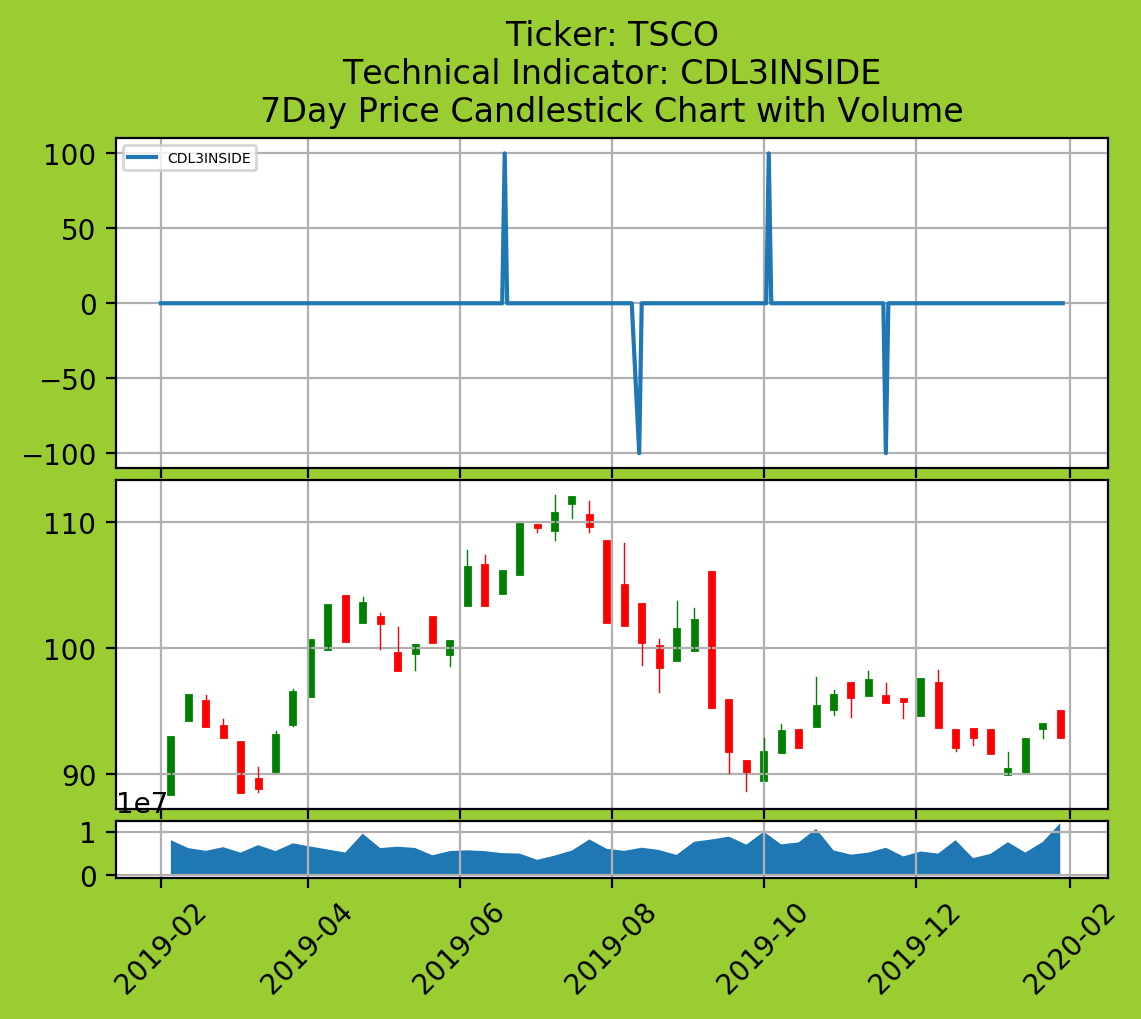 Ticker: TSCO
Technical Indicator: CDL3INSIDE
7Day Price Candlestick Chart with Volume
100
CDL3INSIDE
50
0
−50
−100
110
100
90
1e7
1
0
2019-02 2019-04 2019-06 2019-08 2019-10 2019-12 2020-02